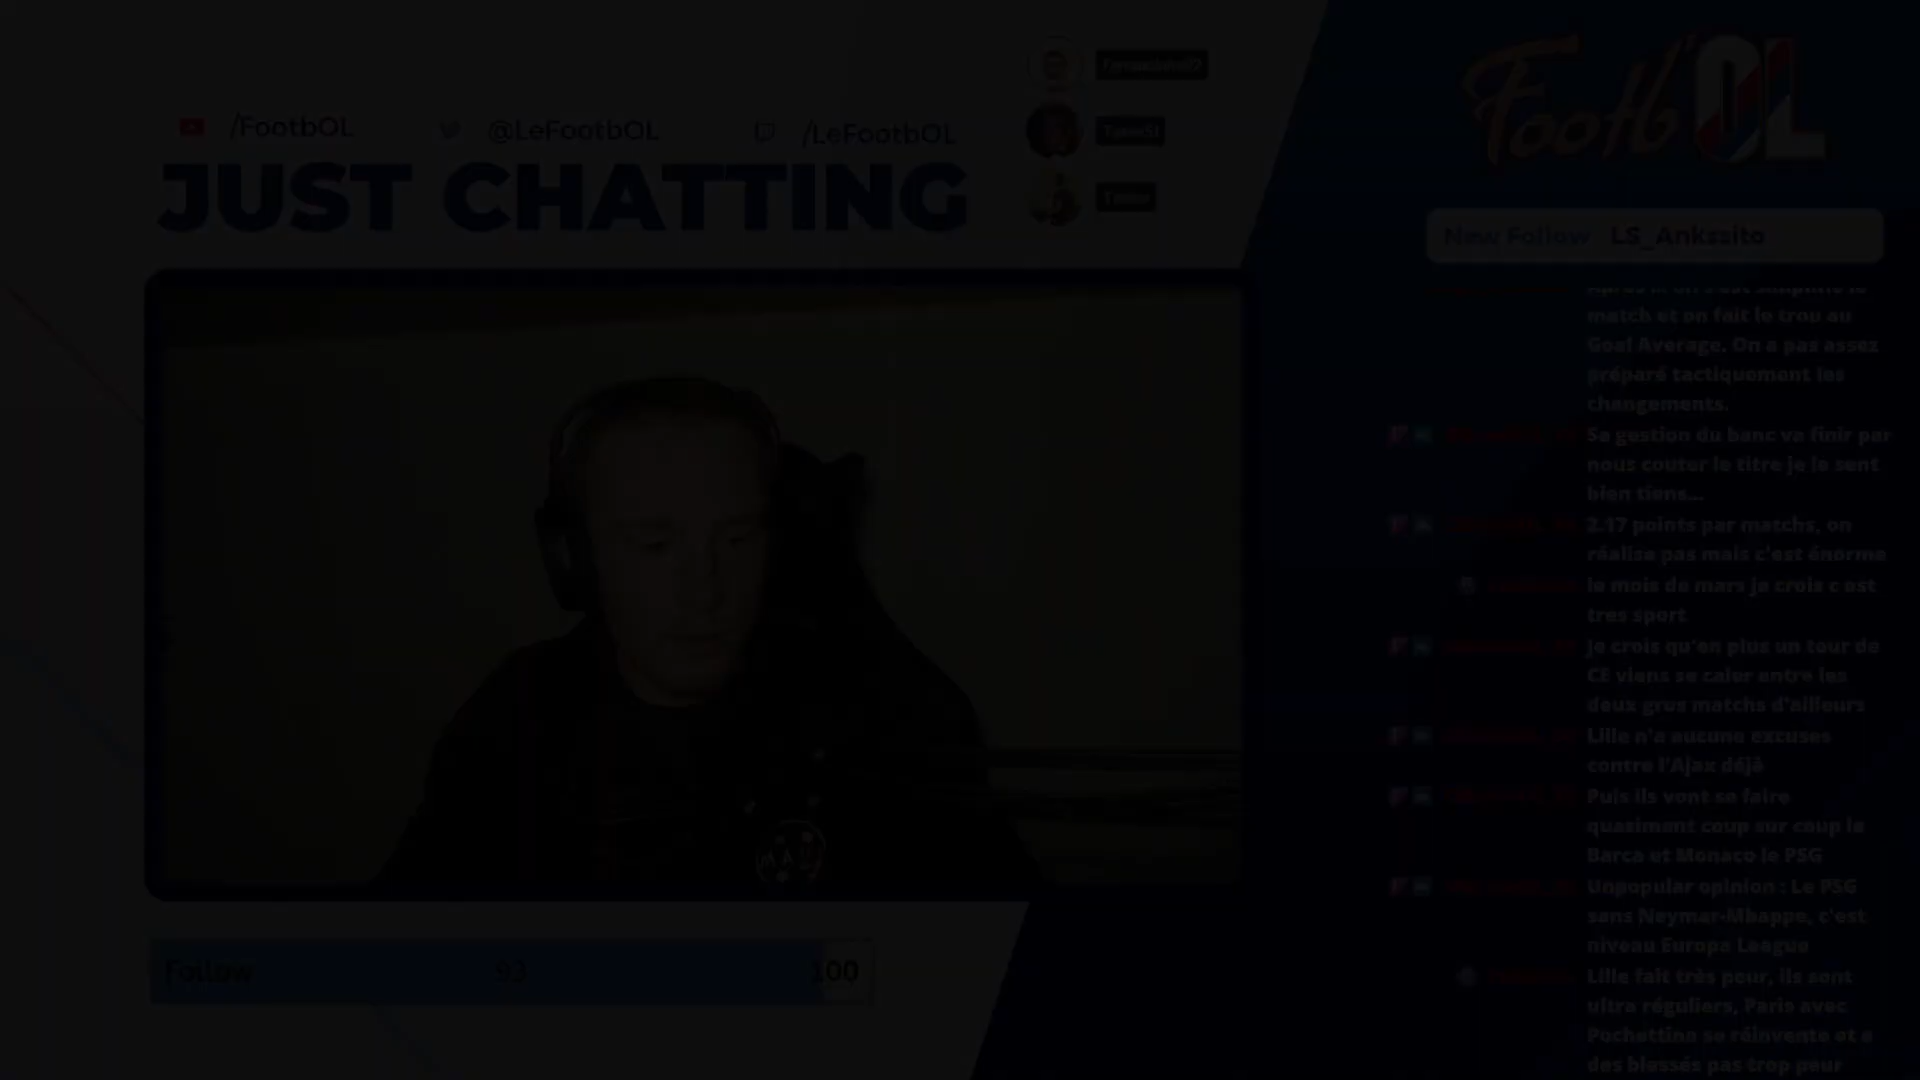 /FootbOL
@LeFootbOL
/LeFootbOL
JUST CHATTING
Footb'OL
New Follow LS_Ankssito
match et on fait le trou au
Goal Average. On a pas assez
préparé tactiquement les
changements.
Sa gestion du banc va finir par
nous couter le titre je le sent
bien tiens...
2.17 points par matchs, on
réalise pas mais c'est énorme
le mois de mars je crois c est
tres sport
Je crois qu'en plus un tour de
CE viens se caler entre les
deux gros matchs d'ailleurs
Lille n'a aucune excuses
contre l'Ajax déjà
Puis ils vont se faire
quasiment coup sur coup le
Barca et Monaco le PSG
Unpopular opinion : Le PSG
sans Neymar-Mbappe, c'est
niveau Europa League
Lille fait très peur, ils sont
ultra réguliers, Paris avec
Pochettino se réinvente et a
des blessés pas trop peur
Follow 93 100